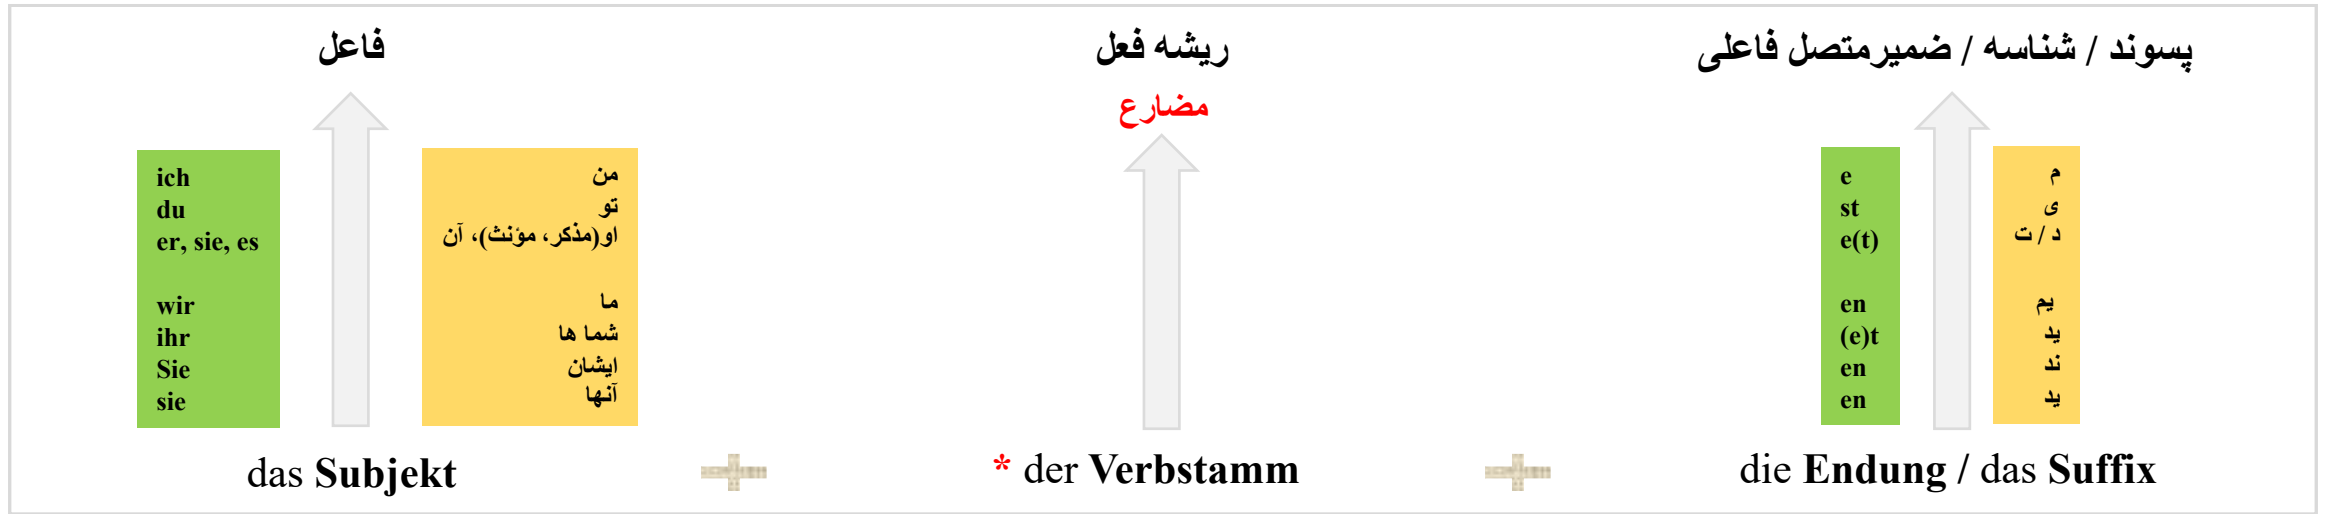 فاعل
ریشه فعل
پسوند / شناسه / ضمیرمتصل فاعلی
مضارع
ich
du
er, sie, es
wir
ihr
Sie
sie
من
تو
او(مذکر، مؤنث)، آن
ما
شما ها
ایشان
آنها
e
st
e(t)
en
(e)t
en
en
م
ی
د / ت
یم
ید
ند
ید
das Subjekt
* der Verbstamm
die Endung / das Suffix